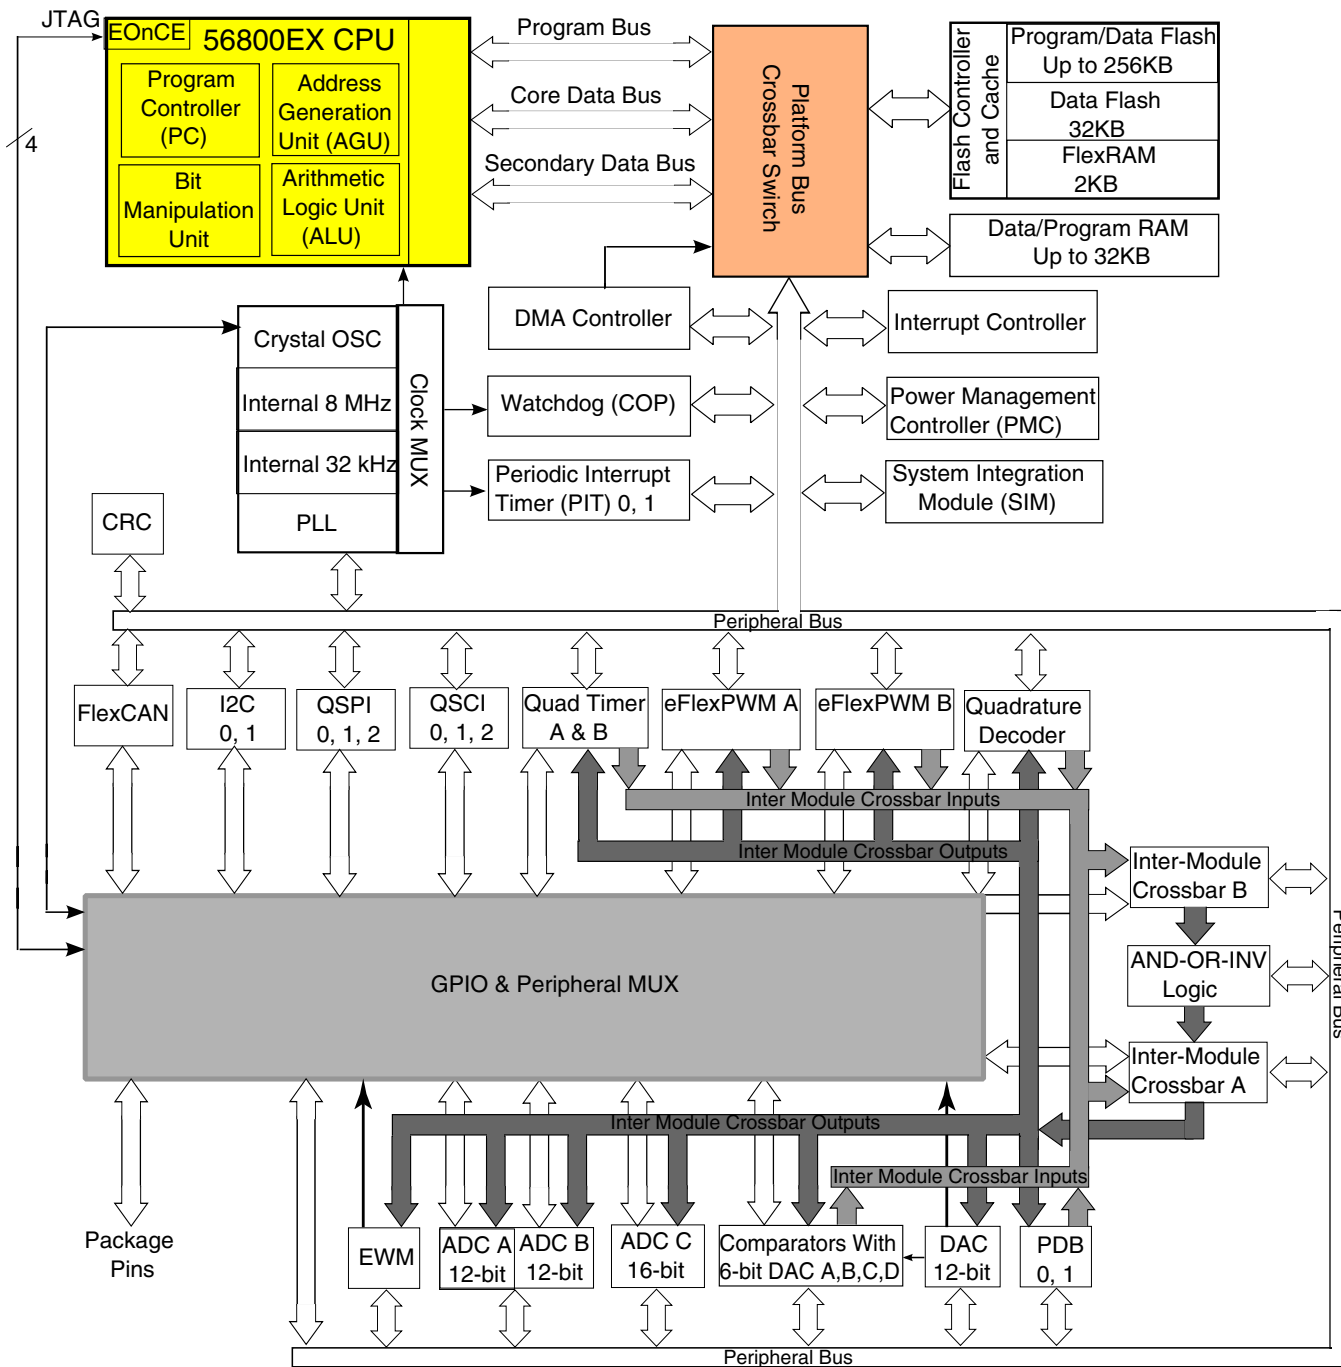 JTAG
4
EOnCE
56800EX CPU
Program
Controller
(PC)
Address
Generation
Unit (AGU)
Bit
Manipulation
Unit
Arithmetic
Logic Unit
(ALU)
Program Bus
Core Data Bus
Secondary Data Bus
Platform Bus
Crossbar Swirch
Flash Controller
and Cache
Program/Data Flash
Up to 256KB
Data Flash
32KB
FlexRAM
2KB
Data/Program RAM
Up to 32KB
Crystal OSC
Internal 8 MHz
Internal 32 kHz
PLL
Clock MUX
DMA Controller
Watchdog (COP)
Periodic Interrupt
Timer (PIT) 0, 1
Interrupt Controller
Power Management
Controller (PMC)
System Integration
Module (SIM)
CRC
Peripheral Bus
FlexCAN
I2C
0, 1
QSPI
0, 1, 2
QSCI
0, 1, 2
Quad Timer
A & B
eFlexPWM A
eFlexPWM B
Quadrature
Decoder
Inter Module Crossbar Inputs
Inter Module Crossbar Outputs
Inter-Module
Crossbar B
AND-OR-INV
Logic
Inter-Module
Crossbar A
Peripheral Bus
GPIO & Peripheral MUX
Inter Module Crossbar Outputs
Inter Module Crossbar Inputs
Package
Pins
EWM
ADC A
12-bit
ADC B
12-bit
ADC C
16-bit
Comparators With
6-bit DAC A,B,C,D
DAC
12-bit
PDB
0, 1
Peripheral Bus